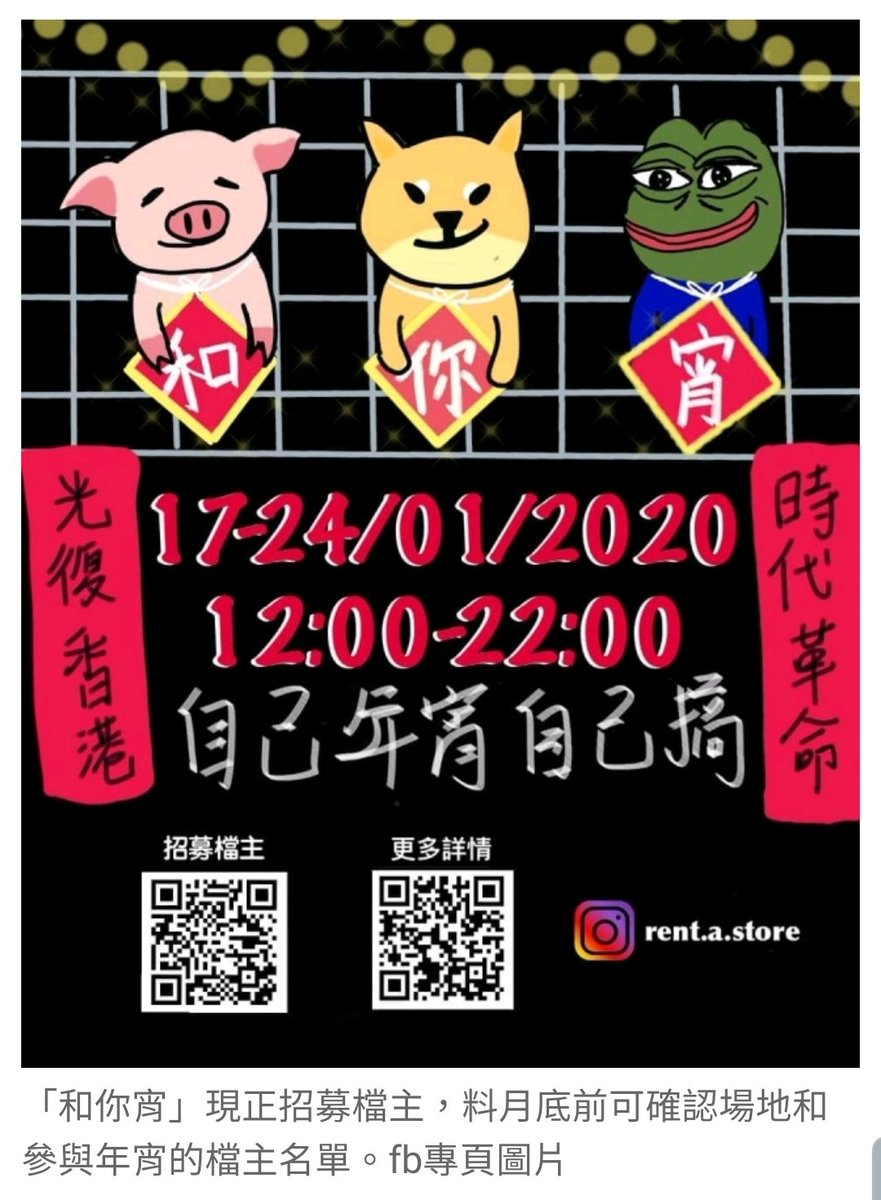 和 你 宵
光復香港
時代革命
17-24/01/2020
12:00-22:00
自己年宵自己搞
招募檔主
更多詳情
rent.a.store
「和你宵」現正招募檔主，料月底前可確認場地和
參與年宵的檔主名單。fb專頁圖片